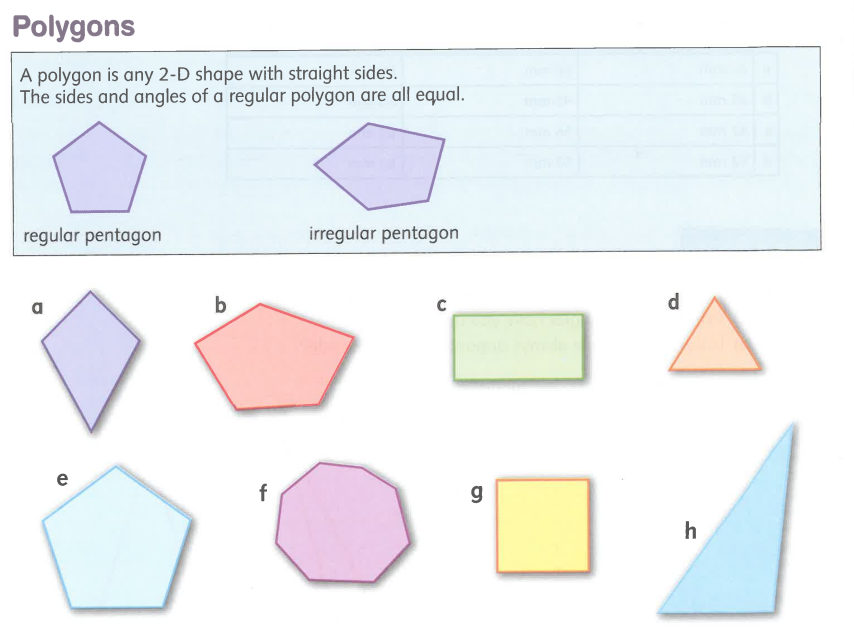 Polygons
A polygon is any 2-D shape with straight sides.
The sides and angles of a regular polygon are all equal.
regular pentagon
irregular pentagon
a
b
c
d
e
f
g
h